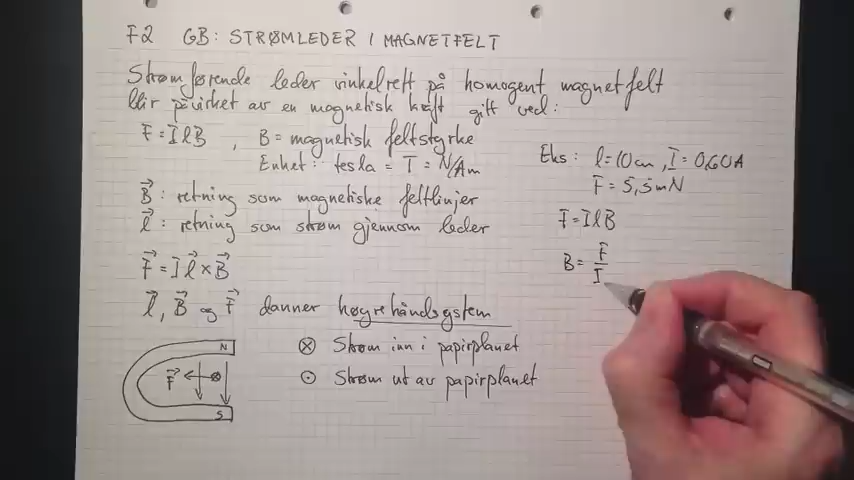 F2 GB: STRØMLEDER I MAGNETFELT
Strømførende leder vinkelrett på homogent magnetfelt
blir påvirket av en magnetisk kraft gitt ved:
F = IlB , B = magnetisk feltstyrke
Enhet: tesla = T = N/Am
B⃗ : retning som magnetiske feltlinjer
l⃗ : retning som strøm gjennom leder
F⃗ = I l⃗ × B⃗
l⃗, B⃗ og F⃗ danner høgrehåndsystem
N
F⃗
S
⊗ Strøm inn i papirplanet
⊙ Strøm ut av papirplanet
Eks: l = 10 cm, I = 0,60 A
F = 5,5 mN
F = IlB
B = F
I